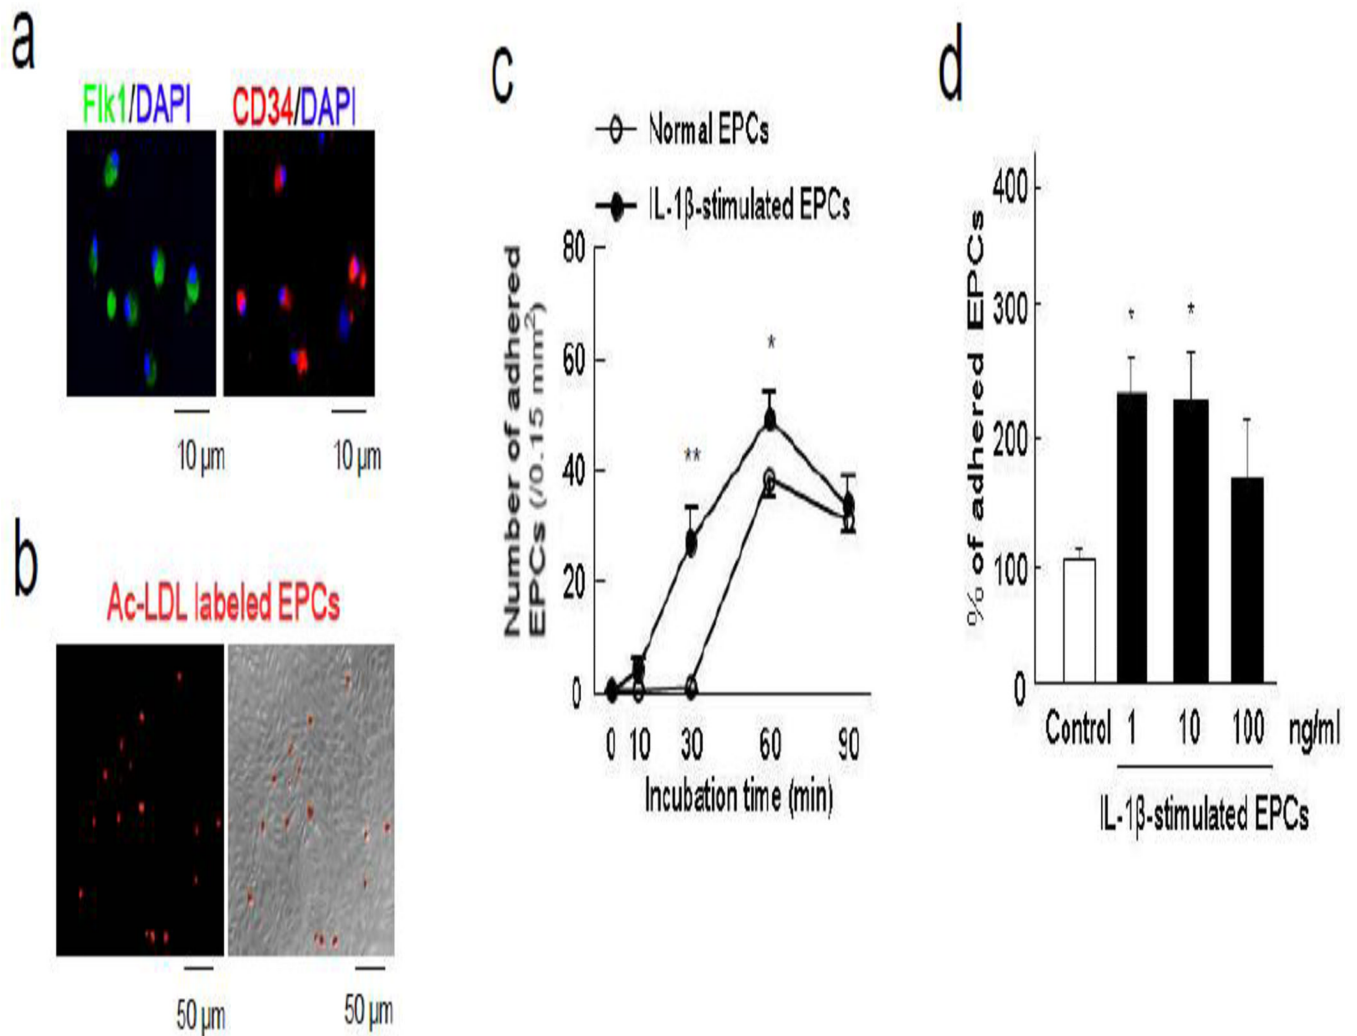 a
Flk1/DAPI
CD34/DAPI
10 µm
10 µm
b
Ac-LDL labeled EPCs
50 µm
50 µm
c
Normal EPCs
IL-1β-stimulated EPCs
Number of adhered
EPCs (/0.15 mm²)
80
60
40
20
0
**
*
0 10 30 60 90
Incubation time (min)
d
% of adhered EPCs
400
300
200
100
0
*
*
Control 1 10 100 ng/ml
IL-1β-stimulated EPCs